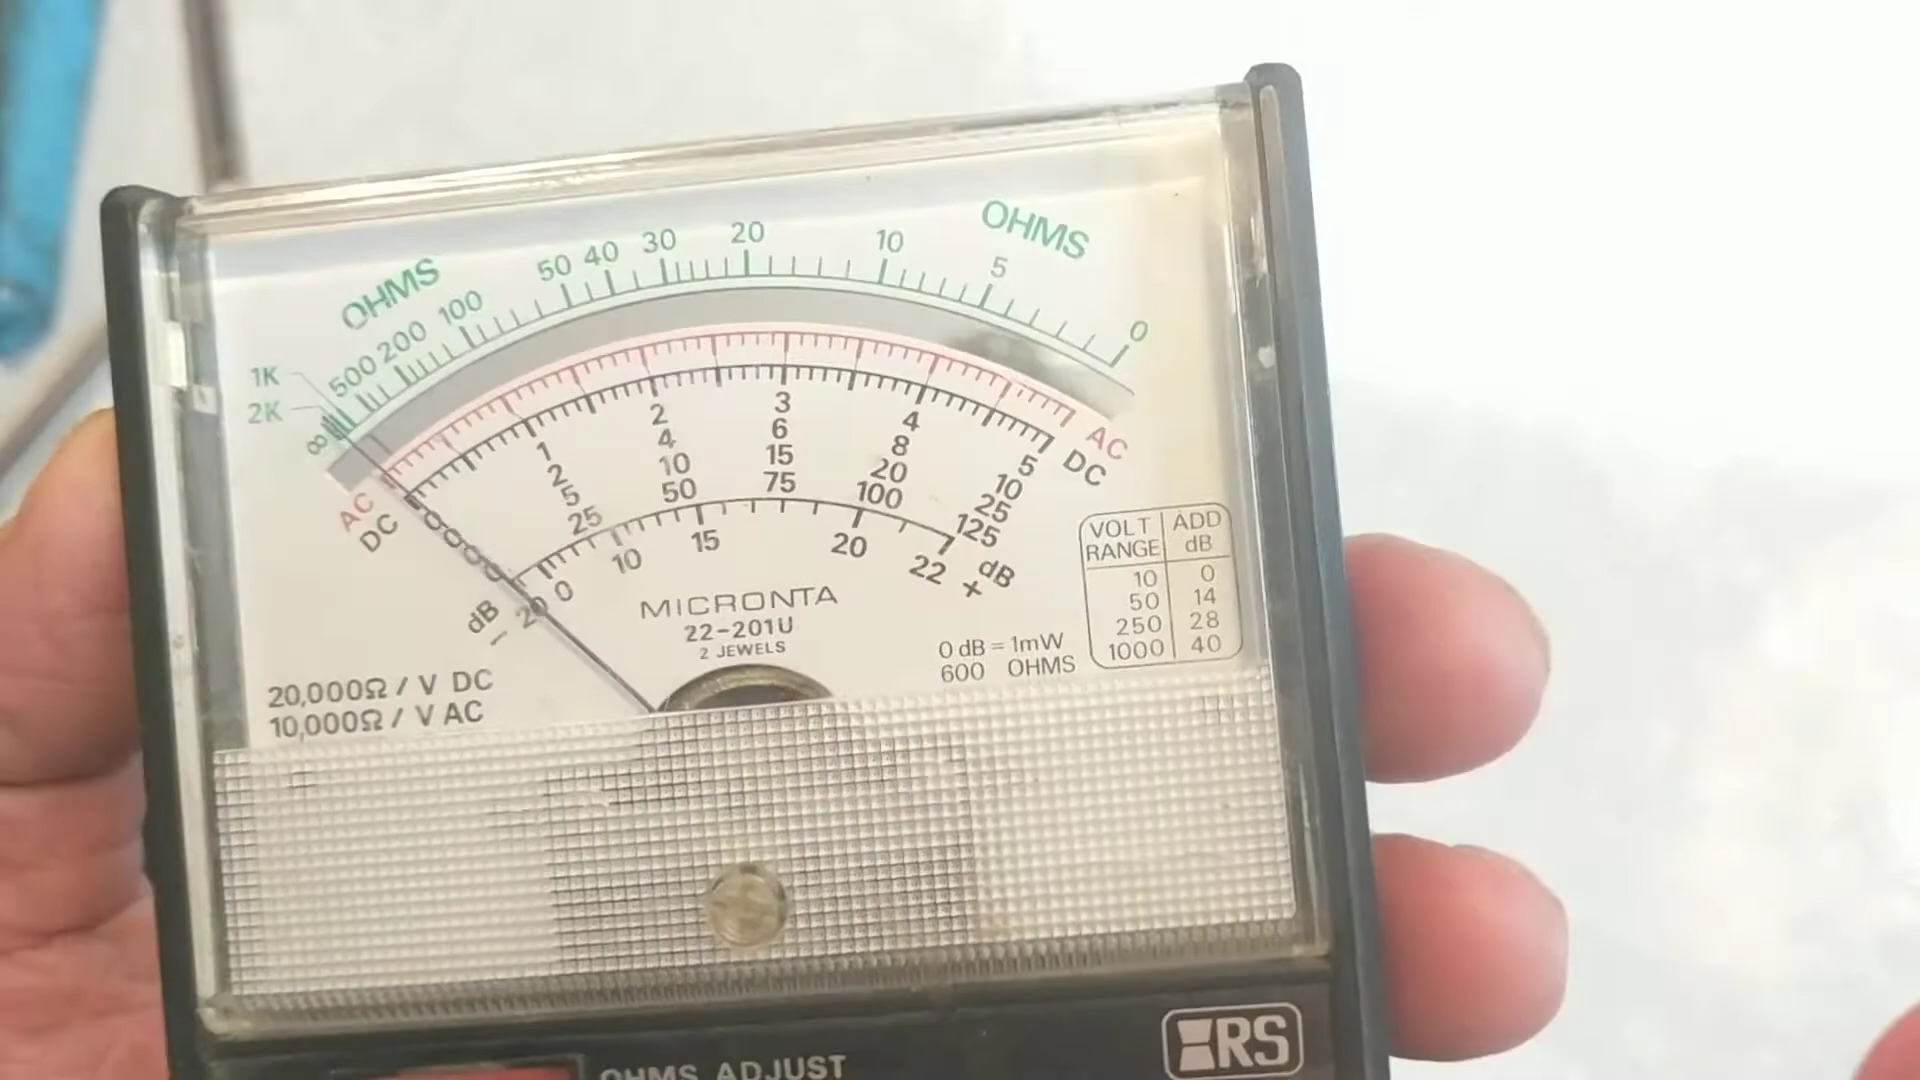 OHMS
OHMS
∞ 2K 1K 500 200 100 50 40 30 20 10 5 0
AC AC
DC DC
0 1 2 3 4 5
0 2 4 6 8 10
0 5 10 15 20 25
0 25 50 75 100 125
dB - 20 0 10 15 20 22 + dB
MICRONTA
22-201U
2 JEWELS
20,000Ω / V DC
10,000Ω / V AC
0 dB = 1mW
600 OHMS
VOLT RANGE ADD dB
10 0
50 14
250 28
1000 40
OHMS ADJUST
RS